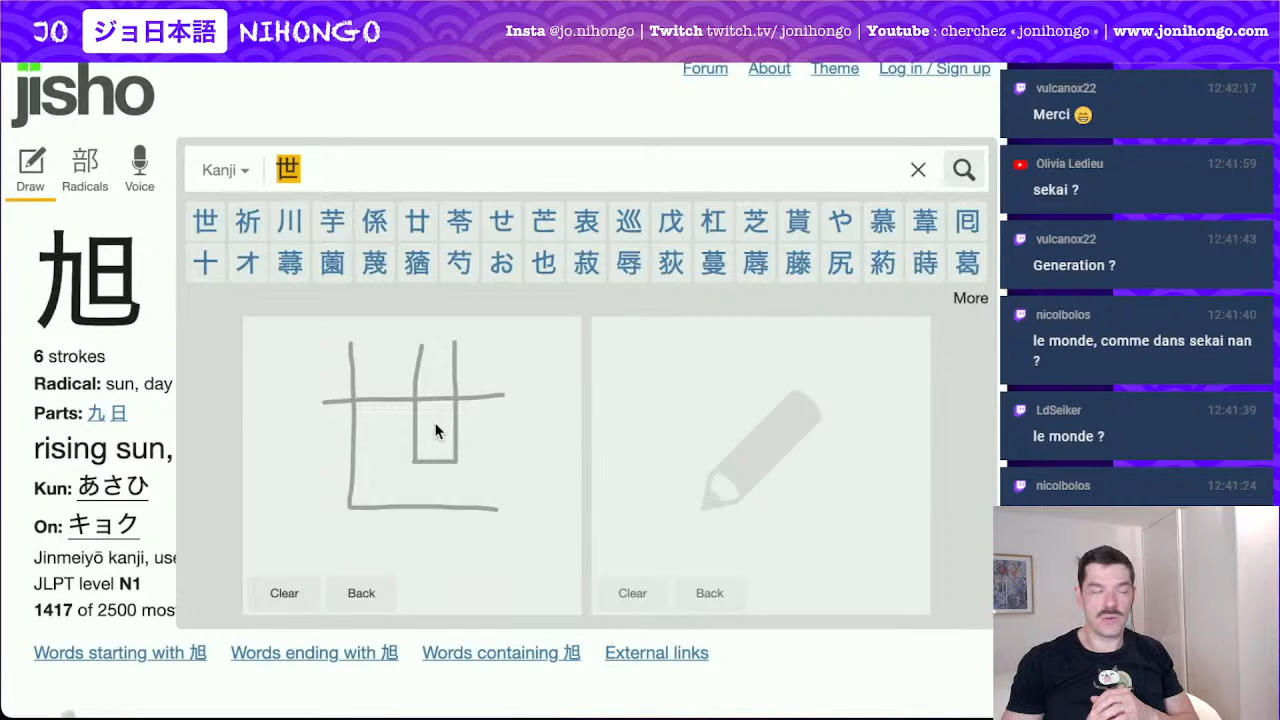 JO ジョ日本語 NIHONGO
Insta @jo.nihongo | Twitch twitch.tv/jonihongo | Youtube : cherchez « jonihongo » | www.jonihongo.com
jisho
Forum About Theme Log in / Sign up
Draw Radicals Voice
Kanji 世
世 祈 川 芋 係 廿 苓 せ 芒 衷 巡 戊 杠 芝 貰 や 慕 葦 囘
十 オ 蕁 薗 蔑 蕕 芍 お 也 菽 辱 荻 蔓 蓐 藤 尻 葯 蒔 葛
More
Clear Back
Clear Back
旭
6 strokes
Radical: sun, day
Parts: 九 日
rising sun,
Kun: あさひ
On: キョク
Jinmeiyō kanji, use
JLPT level N1
1417 of 2500 mos
Words starting with 旭 Words ending with 旭 Words containing 旭 External links
vulcanox22 12:42:17
Merci
Olivia Ledieu 12:41:59
sekai ?
vulcanox22 12:41:43
Generation ?
nicolbolos 12:41:40
le monde, comme dans sekai nan
?
LdSeiker 12:41:39
le monde ?
nicolbolos 12:41:24